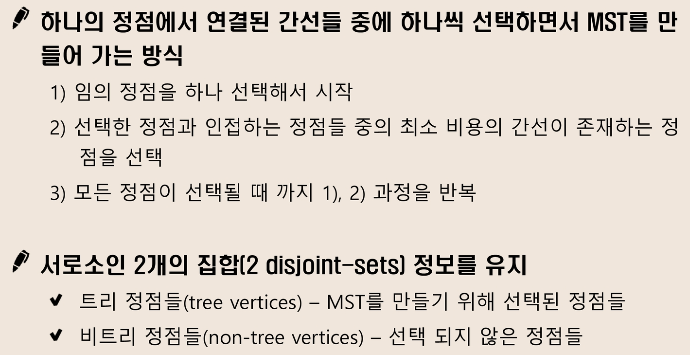 하나의 정점에서 연결된 간선들 중에 하나씩 선택하면서 MST를 만
들어 가는 방식
1) 임의 정점을 하나 선택해서 시작
2) 선택한 정점과 인접하는 정점들 중의 최소 비용의 간선이 존재하는 정
점을 선택
3) 모든 정점이 선택될 때 까지 1), 2) 과정을 반복
서로소인 2개의 집합(2 disjoint-sets) 정보를 유지
트리 정점들(tree vertices) – MST를 만들기 위해 선택된 정점들
비트리 정점들(non-tree vertices) – 선택 되지 않은 정점들